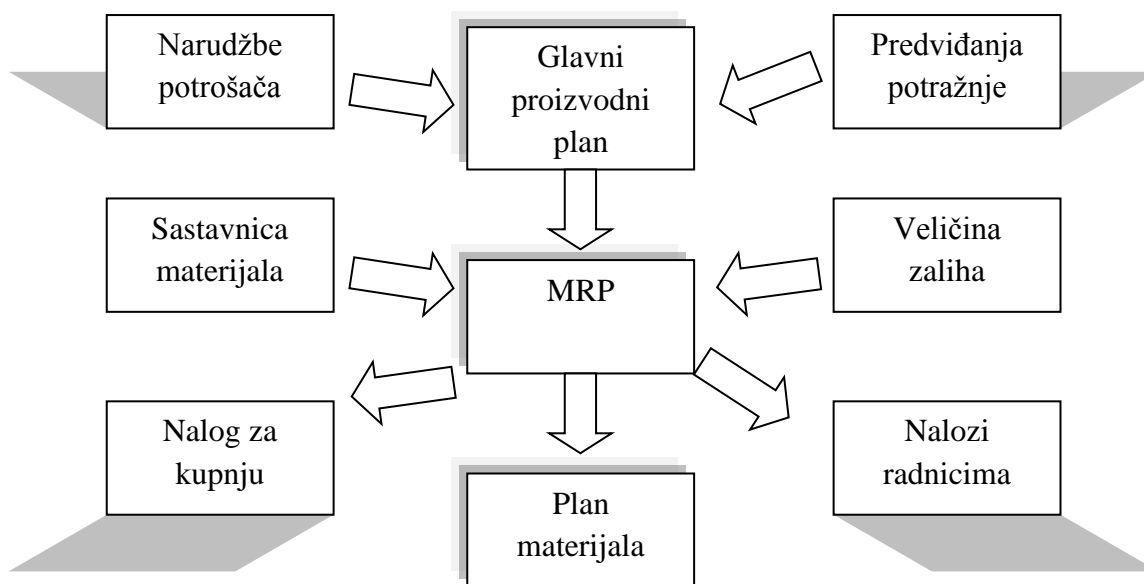 Narudžbe
potrošača
Glavni
proizvodni
plan
Predviđanja
potražnje
Sastavnica
materijala
MRP
Veličina
zaliha
Nalog za
kupnju
Plan
materijala
Nalozi
radnicima